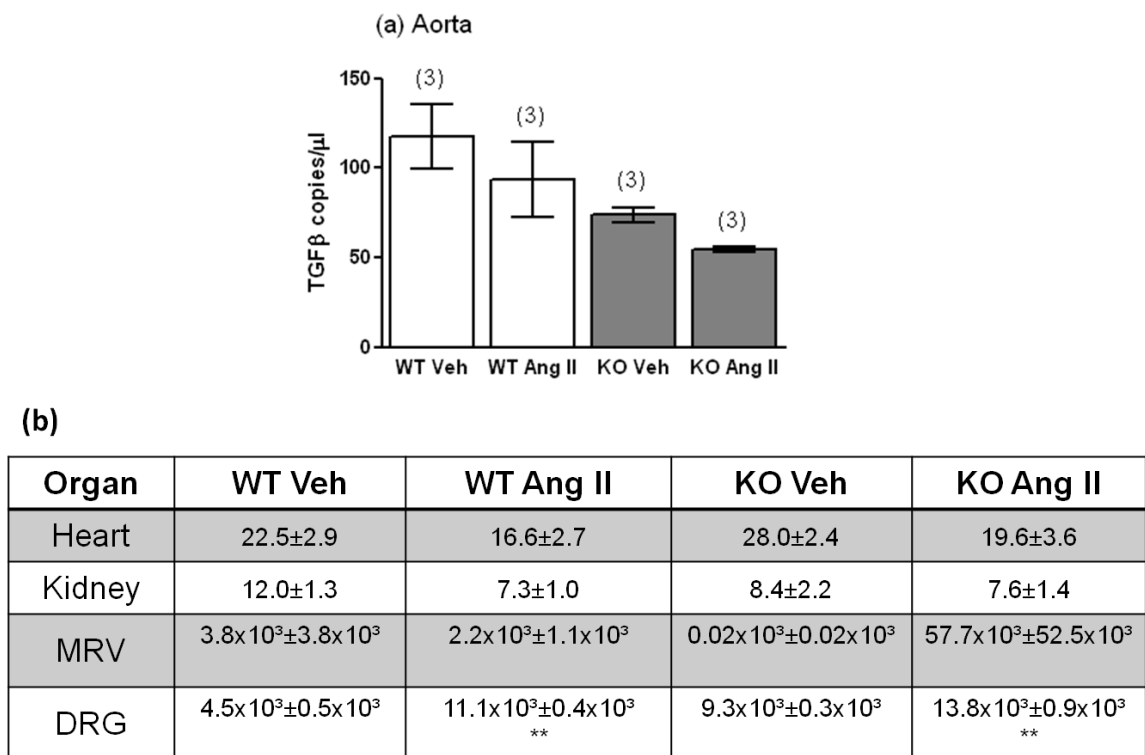 (a) Aorta
TGFβ copies/μl
150
100
50
0
(3)
(3)
(3)
(3)
WT Veh WT Ang II KO Veh KO Ang II
(b)
Organ WT Veh WT Ang II KO Veh KO Ang II
Heart 22.5±2.9 16.6±2.7 28.0±2.4 19.6±3.6
Kidney 12.0±1.3 7.3±1.0 8.4±2.2 7.6±1.4
MRV 3.8x10³±3.8x10³ 2.2x10³±1.1x10³ 0.02x10³±0.02x10³ 57.7x10³±52.5x10³
DRG 4.5x10³±0.5x10³ 11.1x10³±0.4x10³ 9.3x10³±0.3x10³ 13.8x10³±0.9x10³
** **